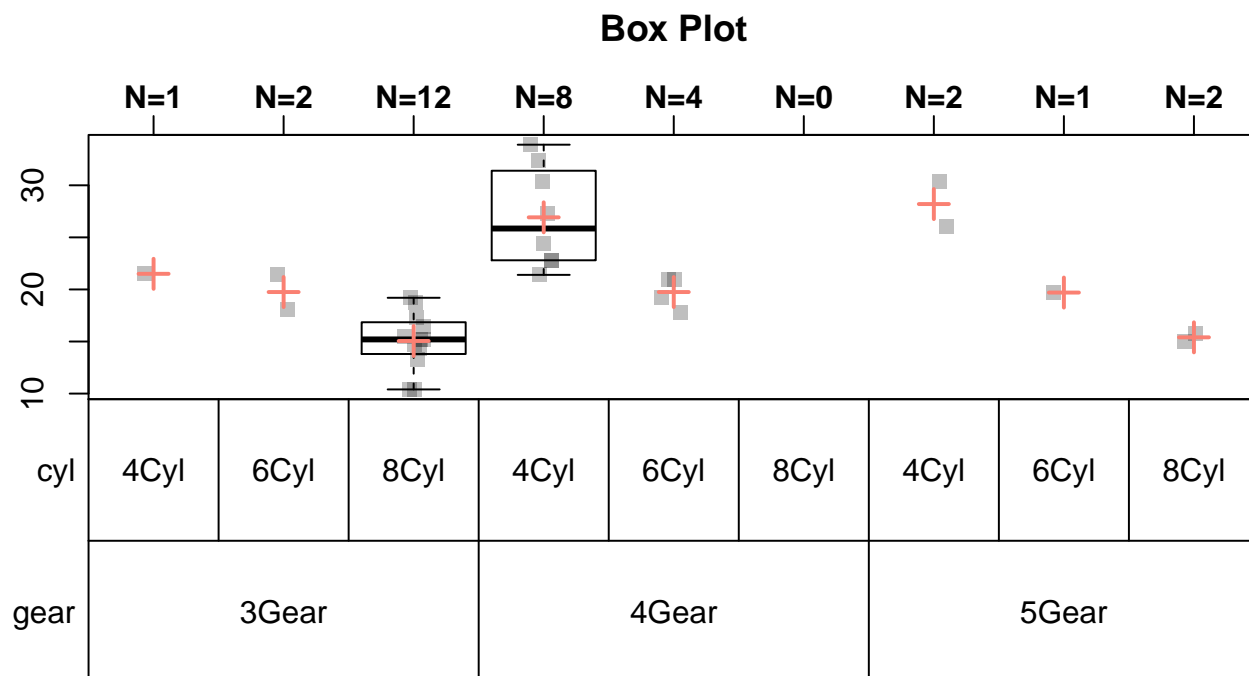 Box Plot
N=1 N=2 N=12 N=8 N=4 N=0 N=2 N=1 N=2
30
20
10
cyl 4Cyl 6Cyl 8Cyl 4Cyl 6Cyl 8Cyl 4Cyl 6Cyl 8Cyl
gear 3Gear 4Gear 5Gear